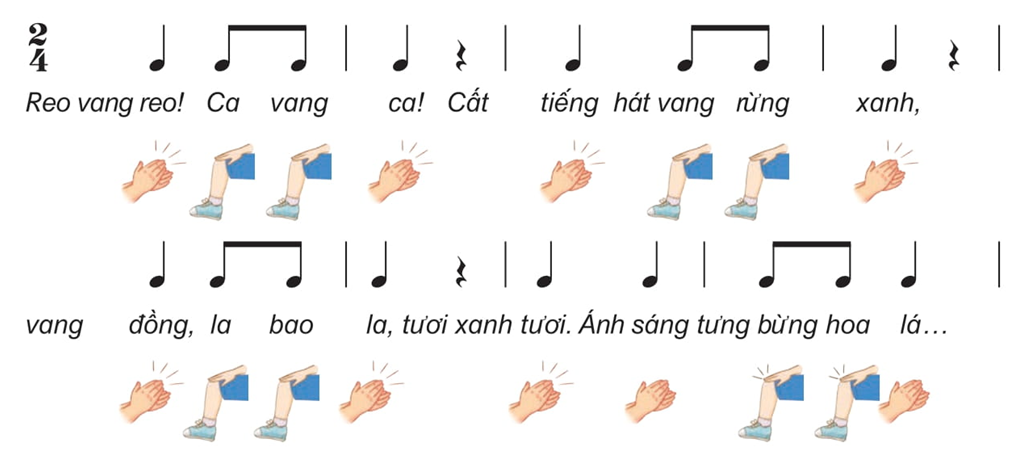 2
4
Reo vang reo! Ca vang ca! Cất tiếng hát vang rừng xanh,
vang đồng, la bao la, tươi xanh tươi. Ánh sáng tưng bừng hoa lá...